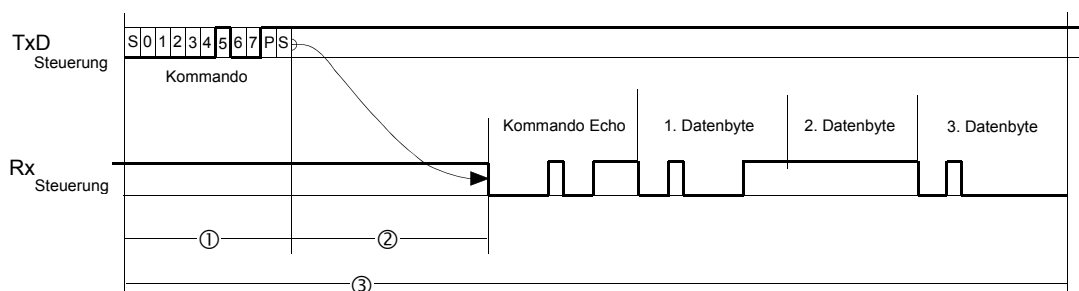 TxD
Steuerung
S 0 1 2 3 4 5 6 7 P S
Kommando
Kommando Echo 1. Datenbyte 2. Datenbyte 3. Datenbyte
Rx
Steuerung
① ②
③